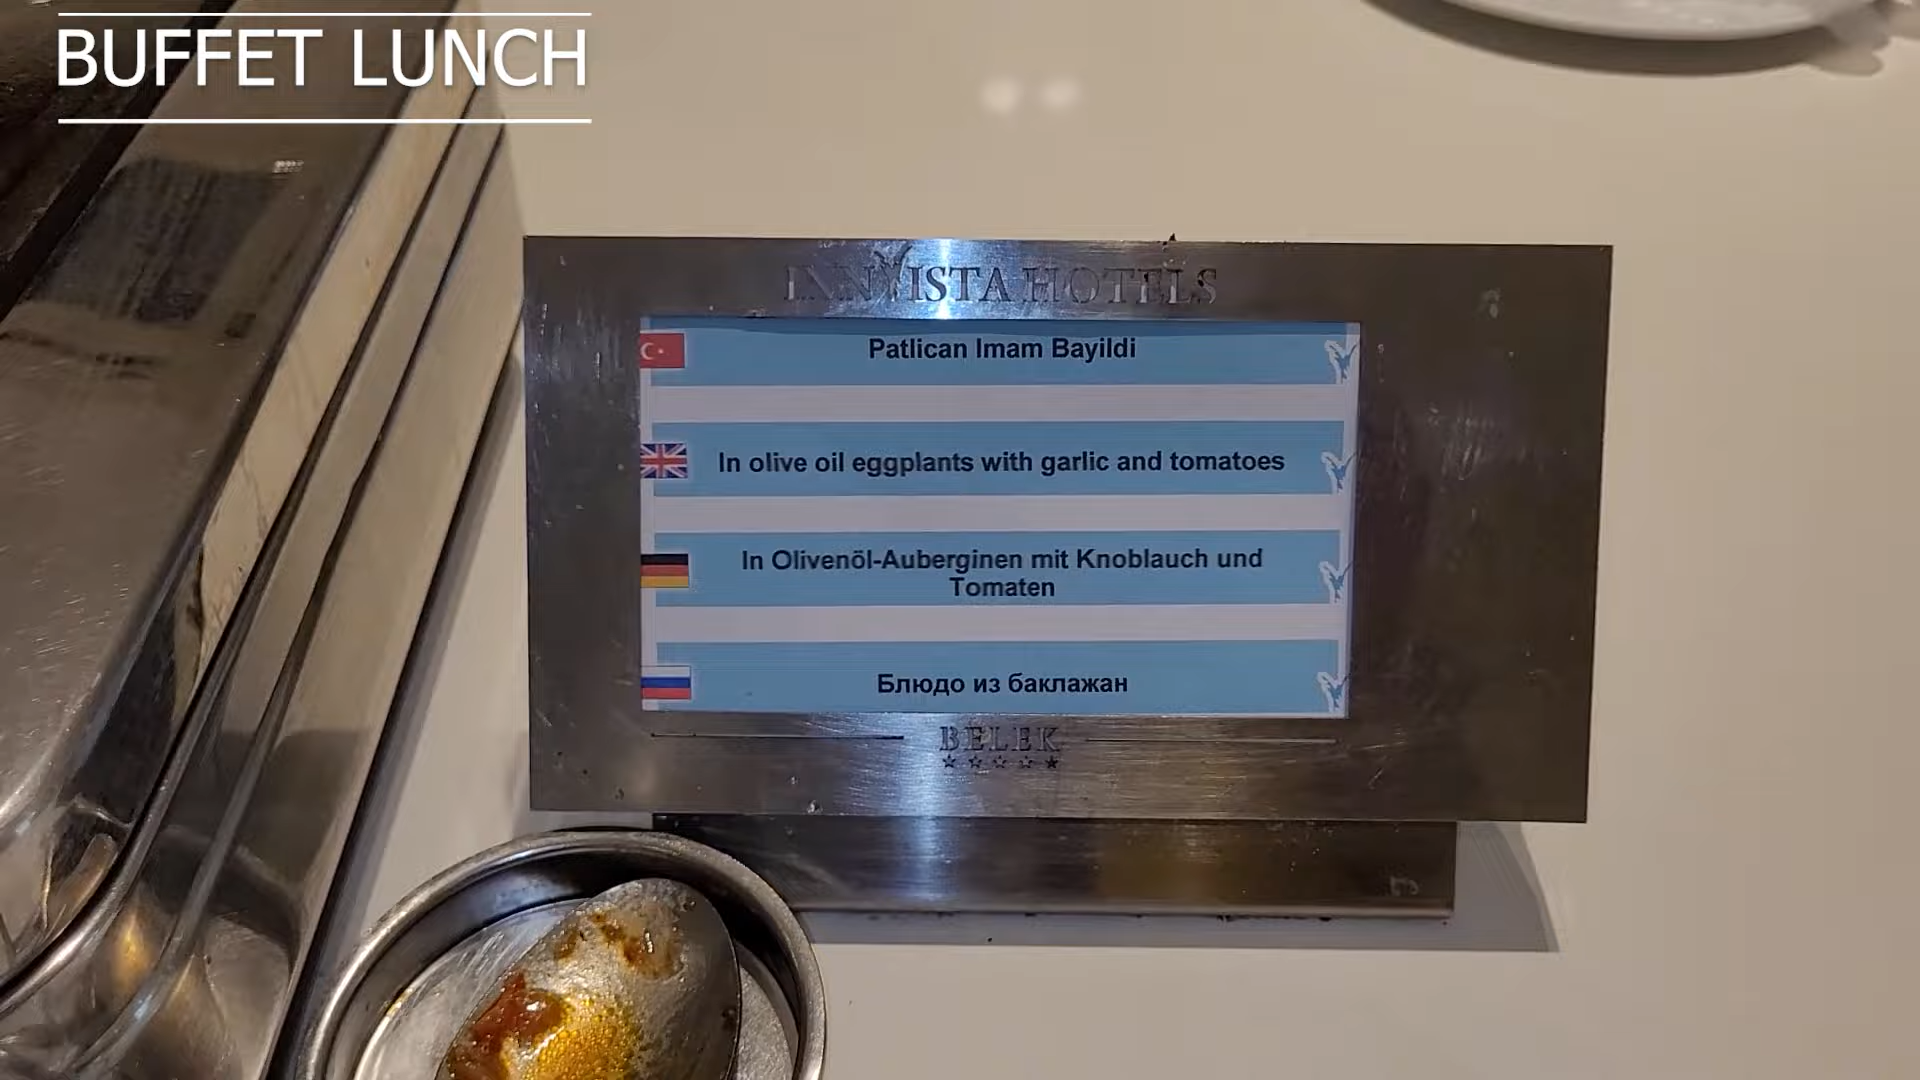 BUFFET LUNCH
INNVISTA HOTELS
Patlican Imam Bayildi
In olive oil eggplants with garlic and tomatoes
In Olivenöl-Auberginen mit Knoblauch und
Tomaten
Блюдо из баклажан
BELEK